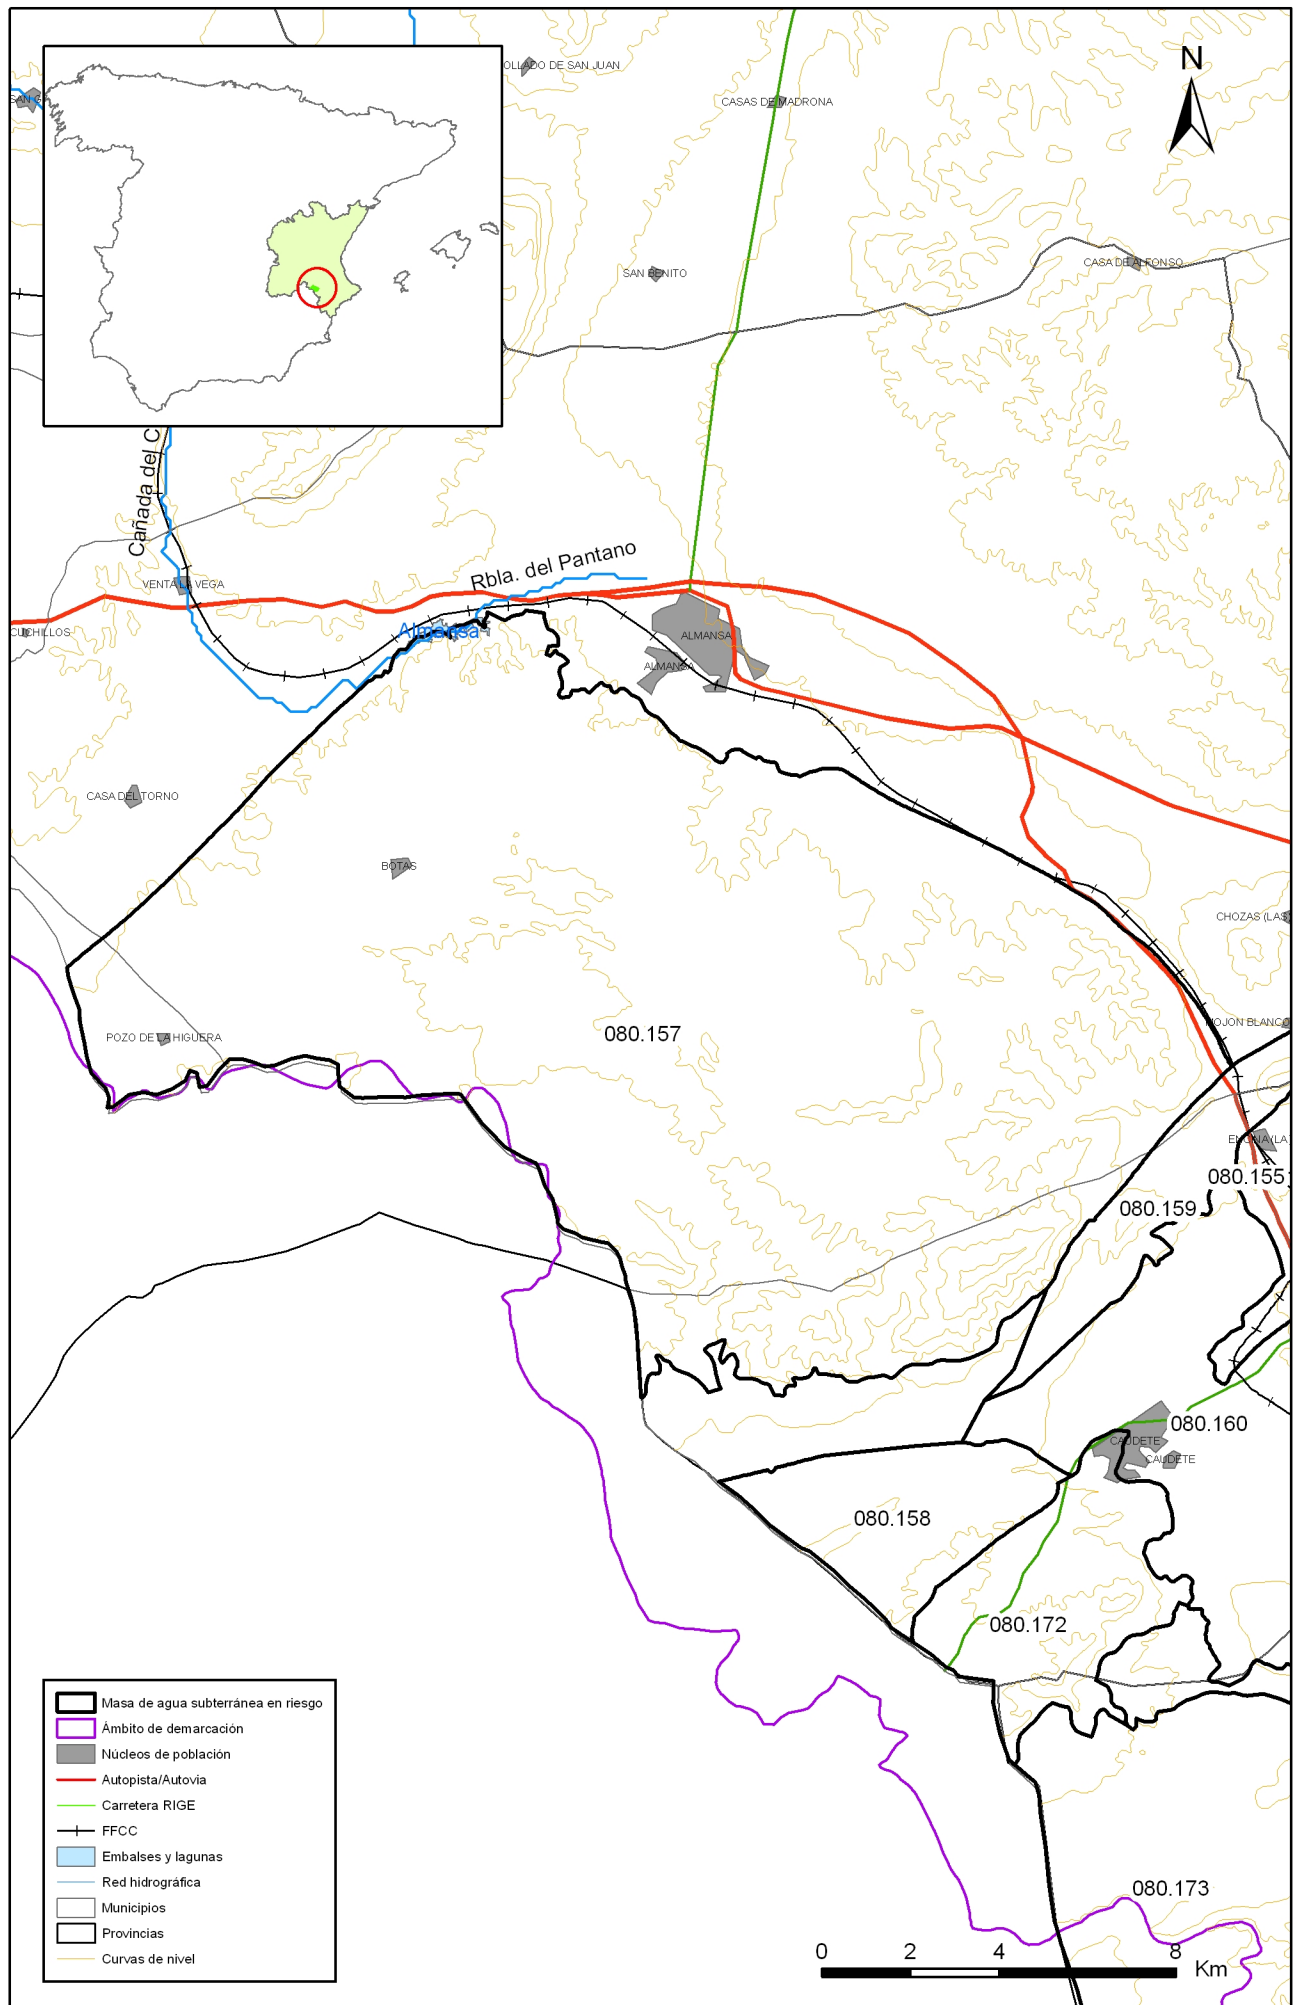 OLLADO DE SAN JUAN
N
SAN G
CASAS DE MADRONA
CASA DE ALFONSO
SAN BENITO
Cañada del C
Rbla. del Pantano
VENTA LA VEGA
CUCHILLOS
Almansa
ALMANSA
ALMANSA
CASA DEL TORNO
BOTAS
CHOZAS (LAS)
MOJON BLANCO
080.157
POZO DE LA HIGUERA
ENCINA (LA)
080.155
080.159
080.160
CAUDETE
CAUDETE
080.158
080.172
080.173
Masa de agua subterránea en riesgo
Ámbito de demarcación
Núcleos de población
Autopista/Autovia
Carretera RIGE
FFCC
Embalses y lagunas
Red hidrográfica
Municipios
Provincias
Curvas de nivel
0 2 4 8
Km